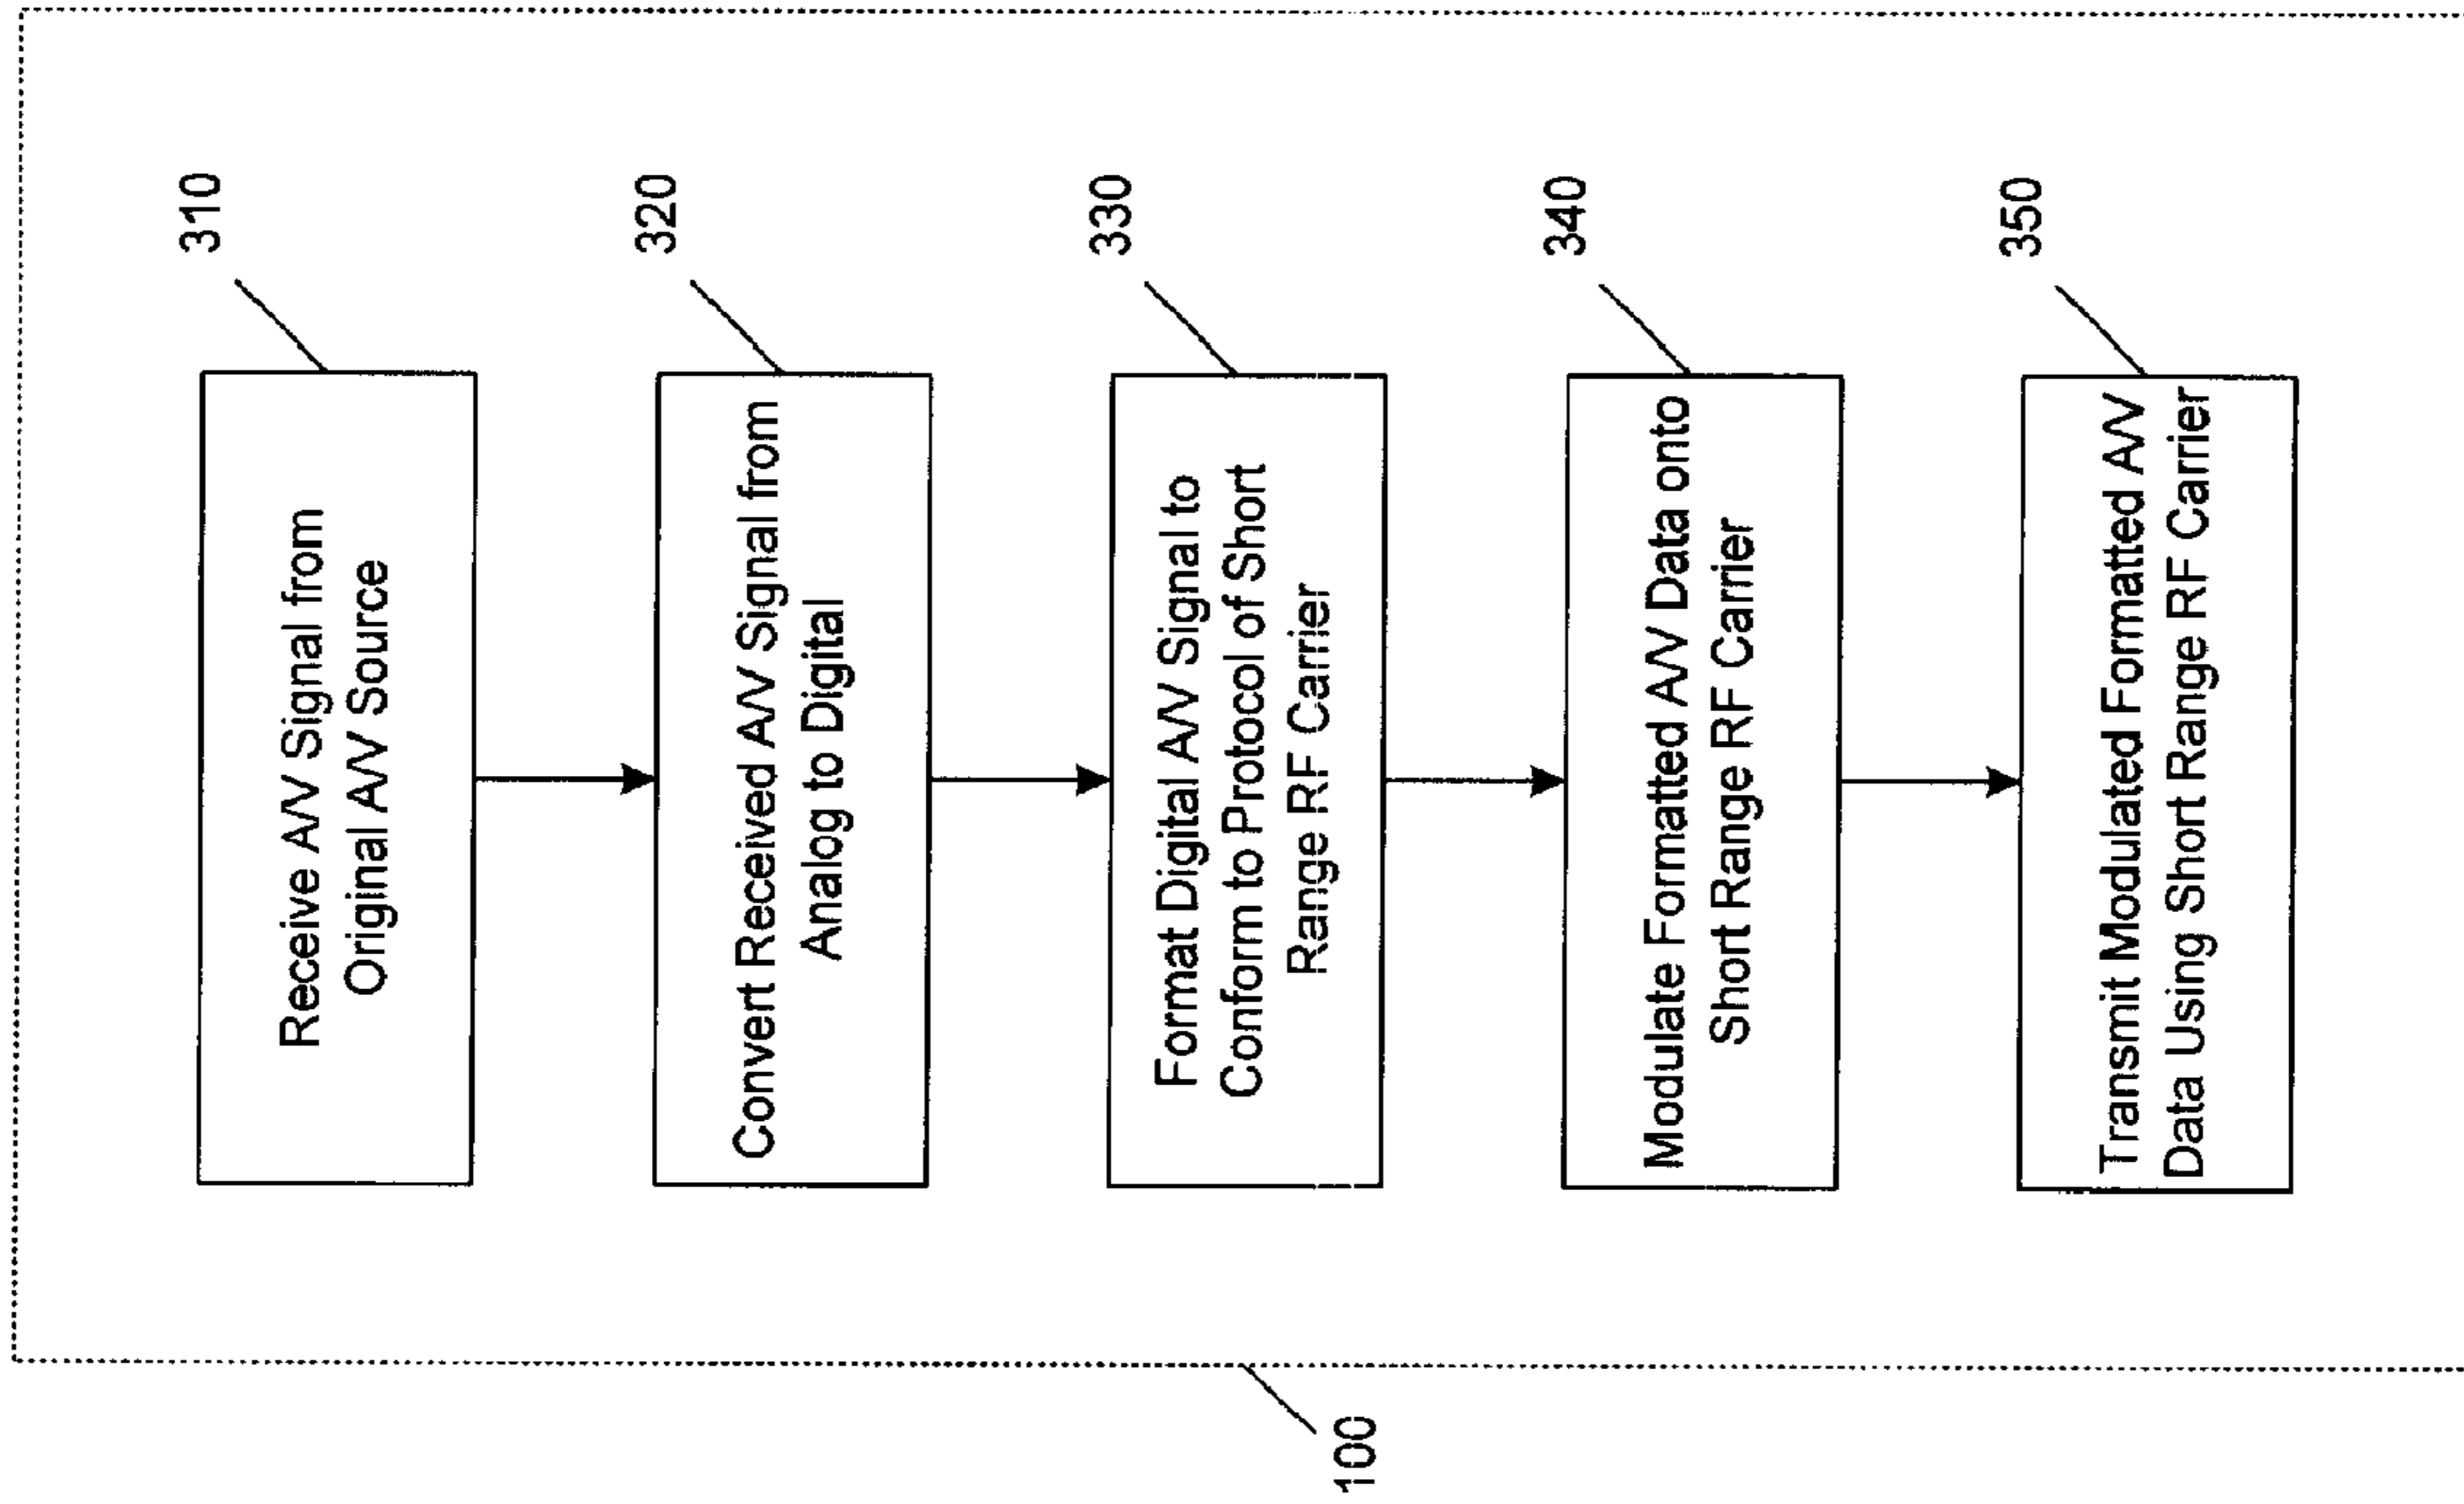 310
Receive A/V Signal from
Original A/V Source
320
Convert Received A/V Signal from
Analog to Digital
330
Format Digital A/V Signal to
Conform to Protocol of Short
Range RF Carrier
340
Modulate Formatted A/V Data onto
Short Range RF Carrier
350
Transmit Modulated Formatted A/V
Data Using Short Range RF Carrier
100